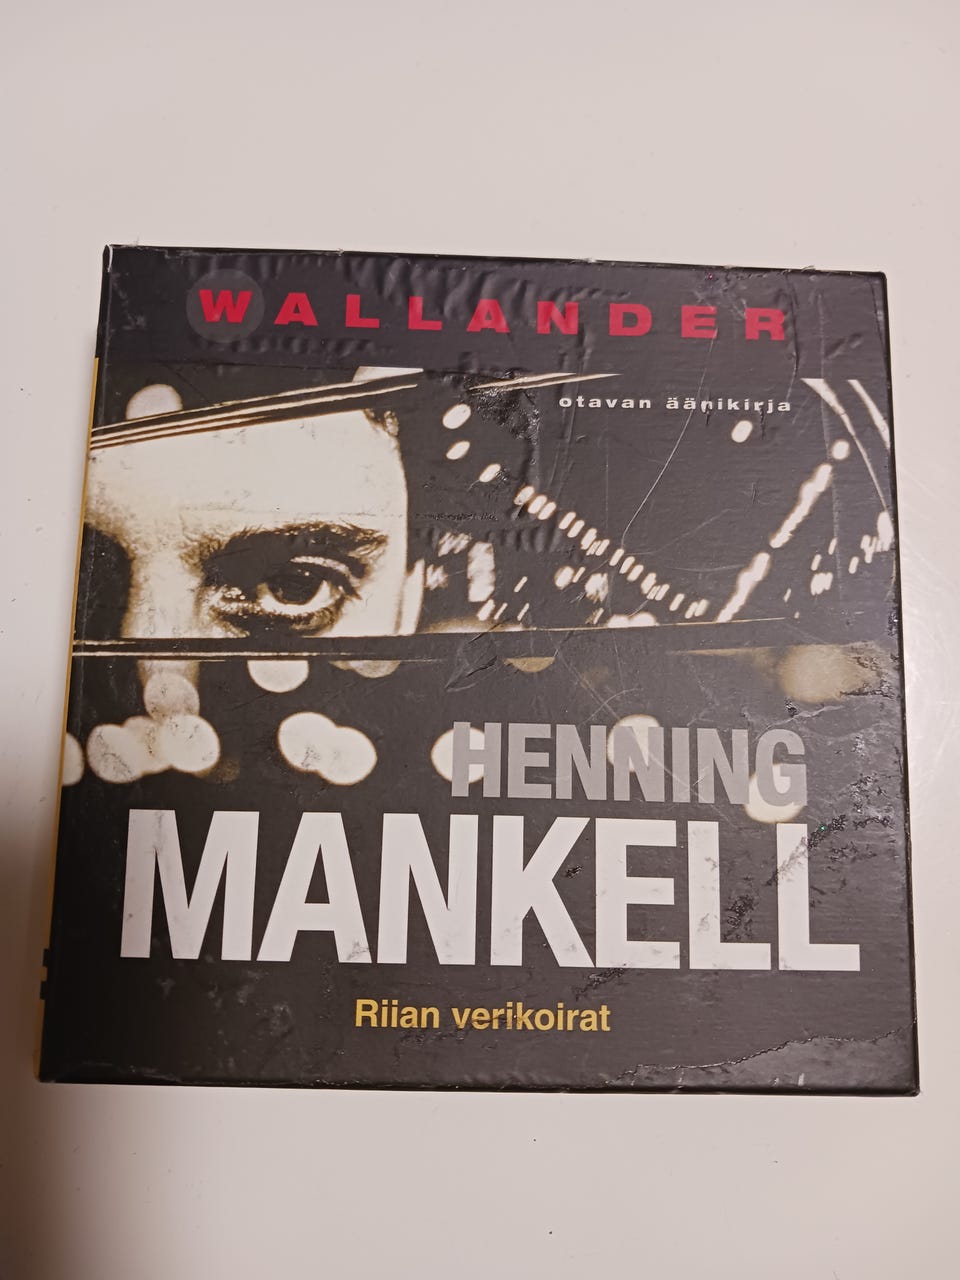 WALLANDER
otavan äänikirja
HENNING
MANKELL
Riian verikoirat